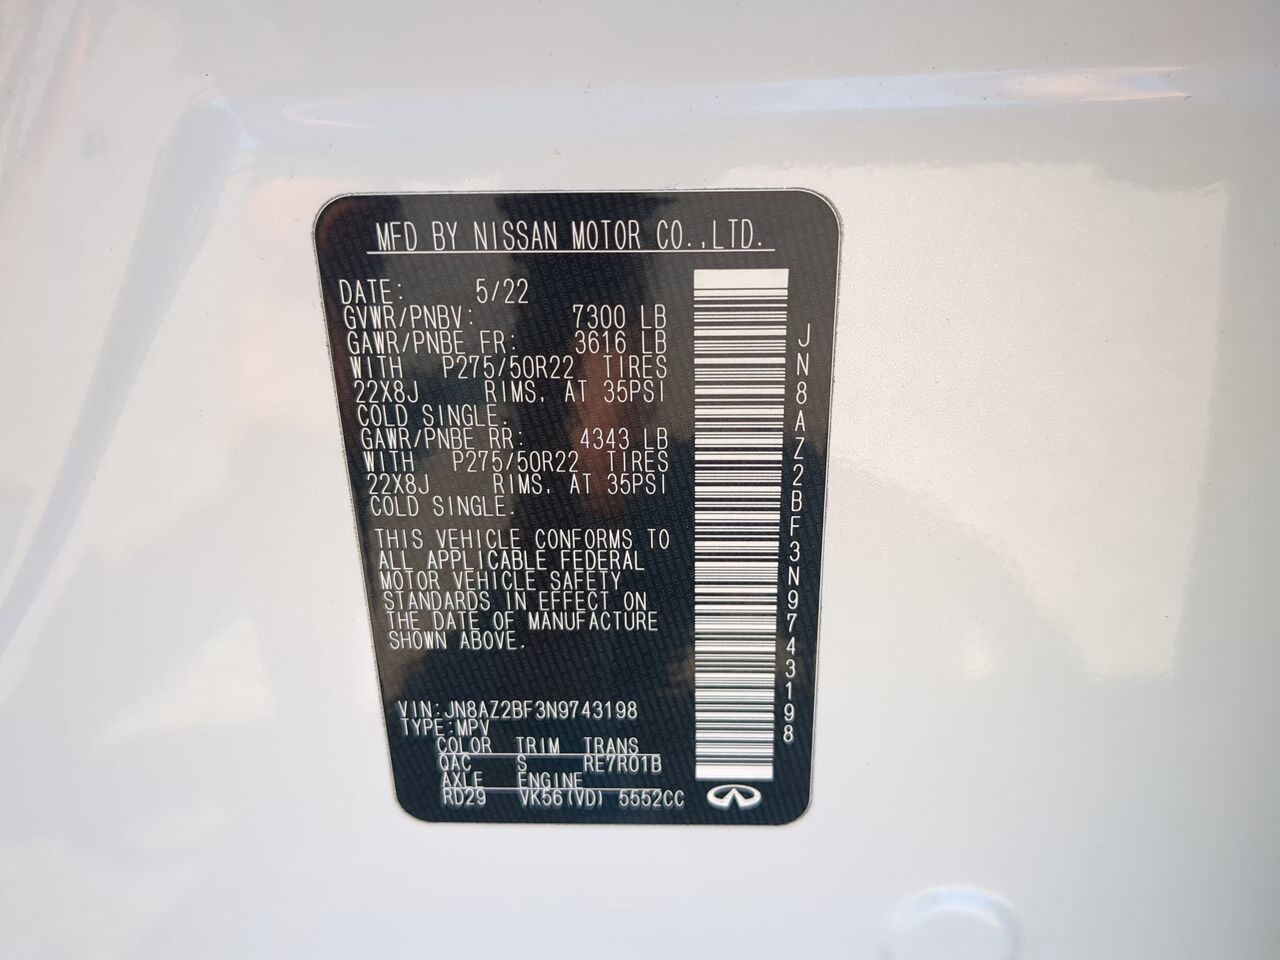 MFD BY NISSAN MOTOR CO.,LTD.
DATE: 5/22
GVWR/PNBV: 7300 LB
GAWR/PNBE FR: 3616 LB
WITH P275/50R22 TIRES
22X8J RIMS, AT 35PSI
COLD SINGLE.
GAWR/PNBE RR: 4343 LB
WITH P275/50R22 TIRES
22X8J RIMS, AT 35PSI
COLD SINGLE.
THIS VEHICLE CONFORMS TO
ALL APPLICABLE FEDERAL
MOTOR VEHICLE SAFETY
STANDARDS IN EFFECT ON
THE DATE OF MANUFACTURE
SHOWN ABOVE.
VIN:JN8AZ2BF3N9743198
TYPE:MPV
COLOR TRIM TRANS
QAC S RE7R01B
AXLE ENGINE
RD29 VK56(VD) 5552CC
JN8AZ2BF3N9743198